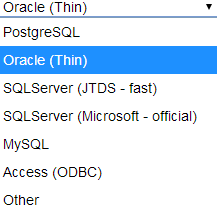 Oracle (Thin)
PostgreSQL
Oracle (Thin)
SQLServer (JTDS - fast)
SQLServer (Microsoft - official)
MySQL
Access (ODBC)
Other